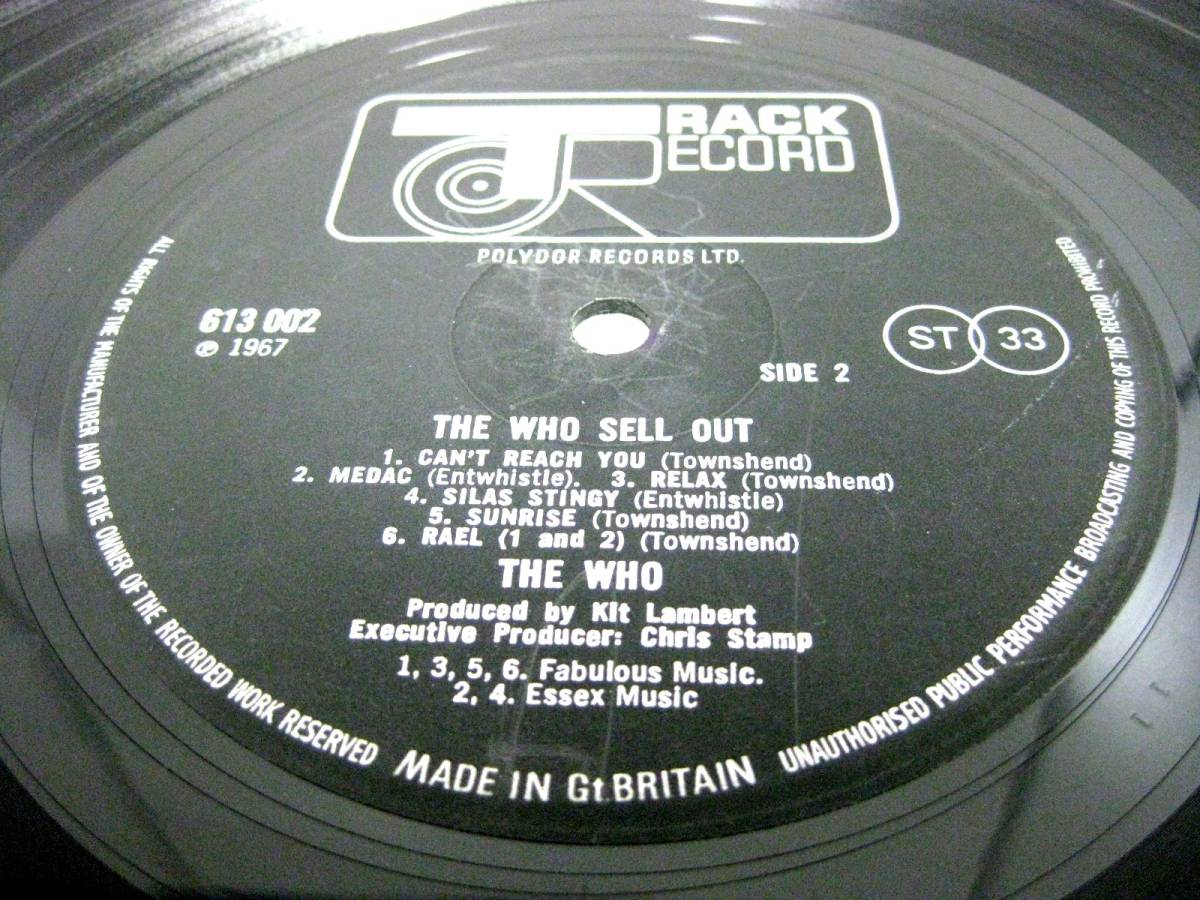 TRACK
RECORD
POLYDOR RECORDS LTD.
613 002
℗ 1967
ST 33
SIDE 2
THE WHO SELL OUT
1. CAN'T REACH YOU (Townshend)
2. MEDAC (Entwhistle). 3. RELAX (Townshend)
4. SILAS STINGY (Entwhistle)
5. SUNRISE (Townshend)
6. RAEL (1 and 2) (Townshend)
THE WHO
Produced by Kit Lambert
Executive Producer: Chris Stamp
1, 3, 5, 6. Fabulous Music.
2, 4. Essex Music
ALL RIGHTS OF THE MANUFACTURER AND OF THE OWNER OF THE RECORDED WORK RESERVED
MADE IN Gt. BRITAIN
UNAUTHORISED PUBLIC PERFORMANCE BROADCASTING AND COPYING OF THIS RECORD PROHIBITED